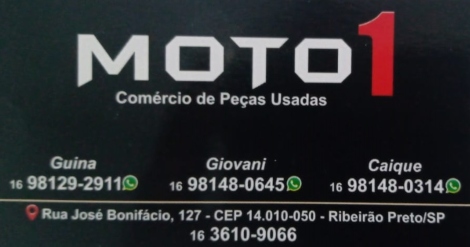 MOTO1
Comércio de Peças Usadas
Guina Giovani Caique
16 98129-2911 16 98148-0645 16 98148-0314
Rua José Bonifácio, 127 - CEP 14.010-050 - Ribeirão Preto/SP
16 3610-9066